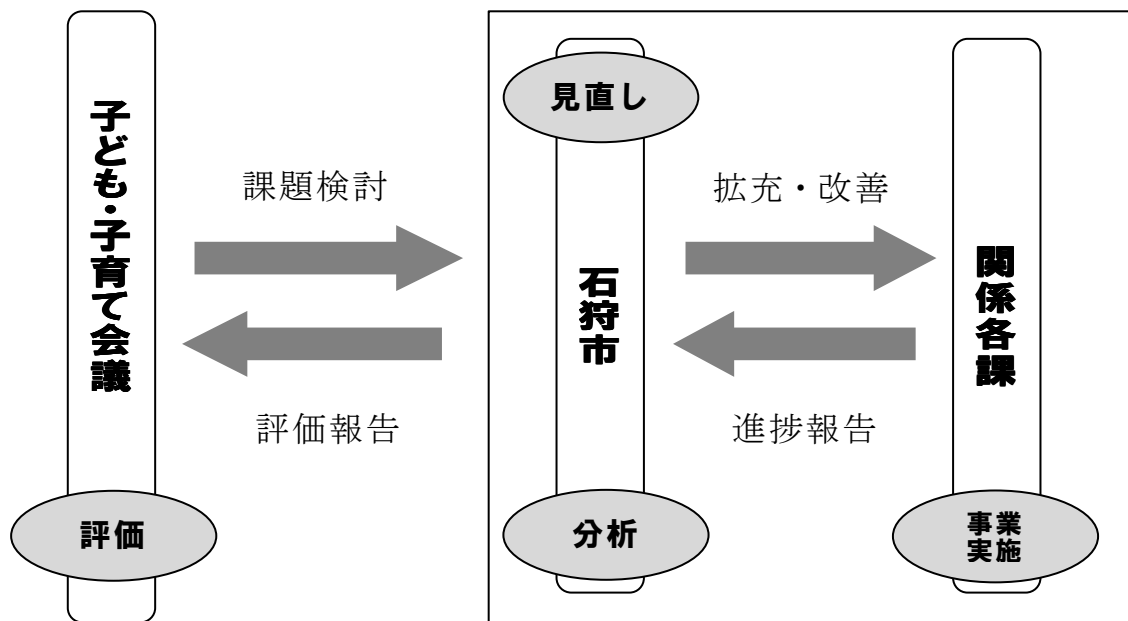 子ども・子育て会議
評価
課題検討
評価報告
見直し
石狩市
分析
拡充・改善
進捗報告
関係各課
事業
実施